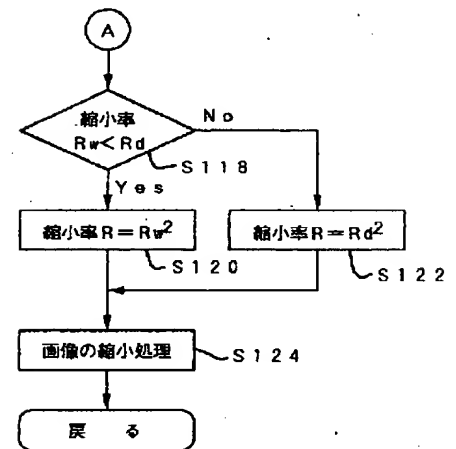 A
縮小率
Rw<Rd
No
S118
Yes
縮小率R=Rw²
縮小率R=Rd²
S120
S122
画像の縮小処理
S124
戻る